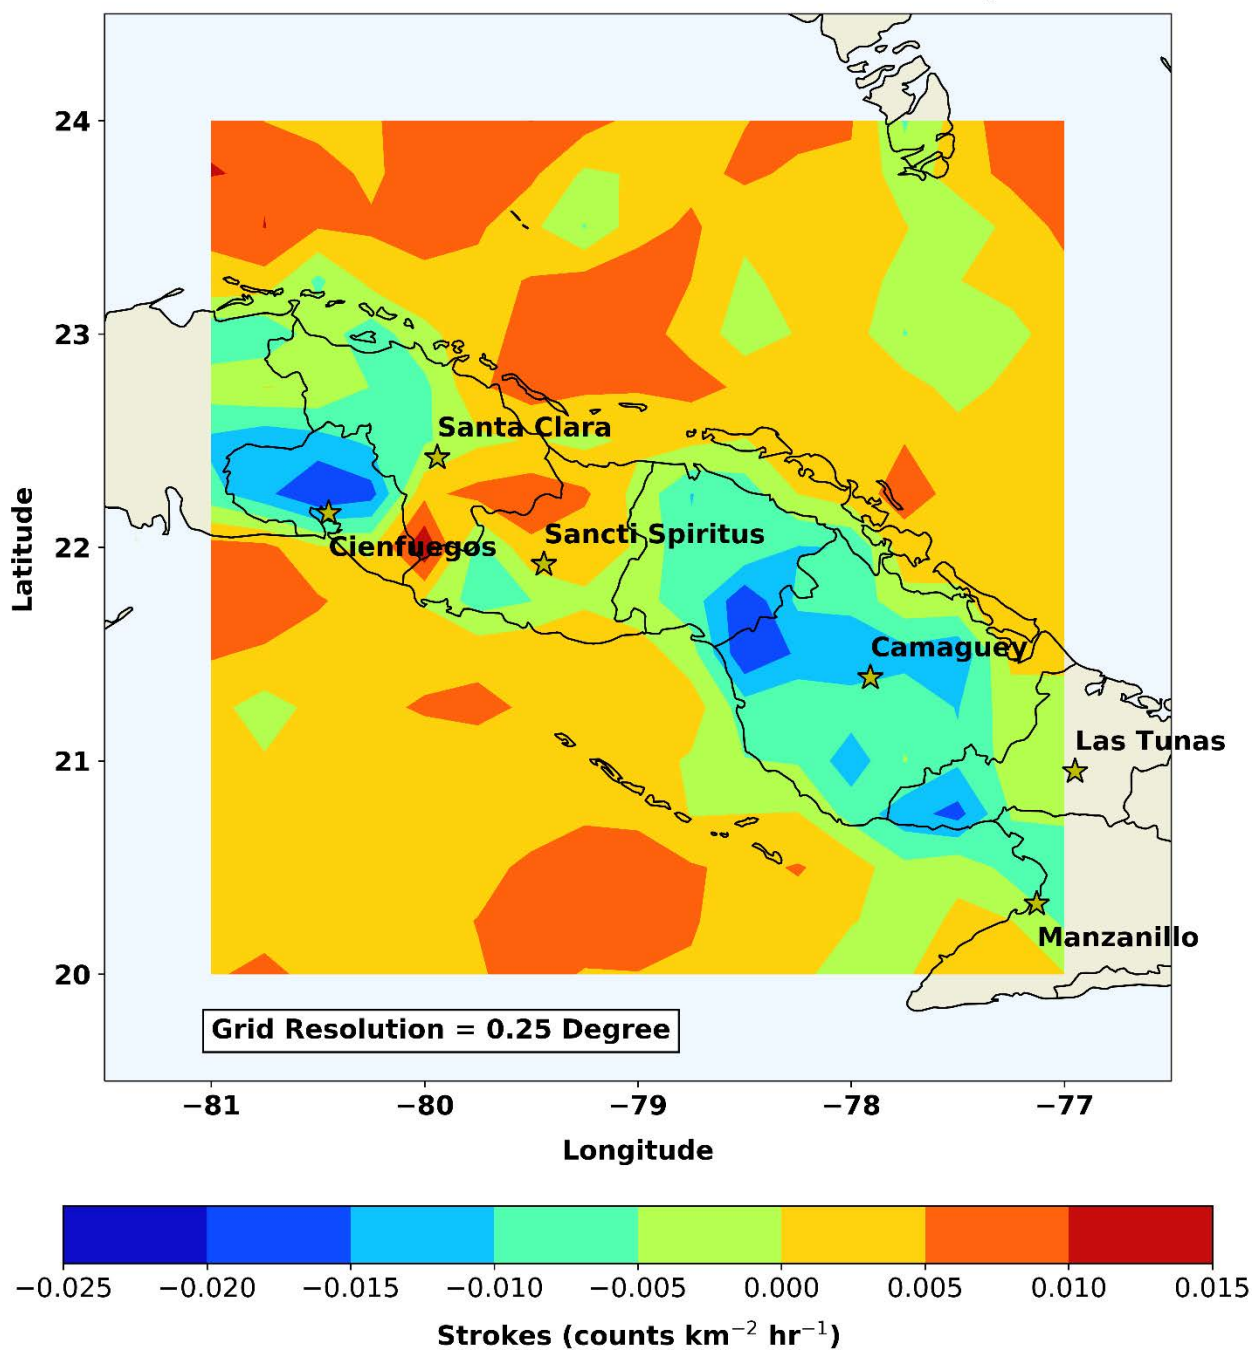 24
23
22
21
20
Latitude
Santa Clara
Sancti Spiritus
Cienfuegos
Camaguey
Las Tunas
Manzanillo
Grid Resolution = 0.25 Degree
−81 −80 −79 −78 −77
Longitude
−0.025 −0.020 −0.015 −0.010 −0.005 0.000 0.005 0.010 0.015
Strokes (counts km⁻² hr⁻¹)